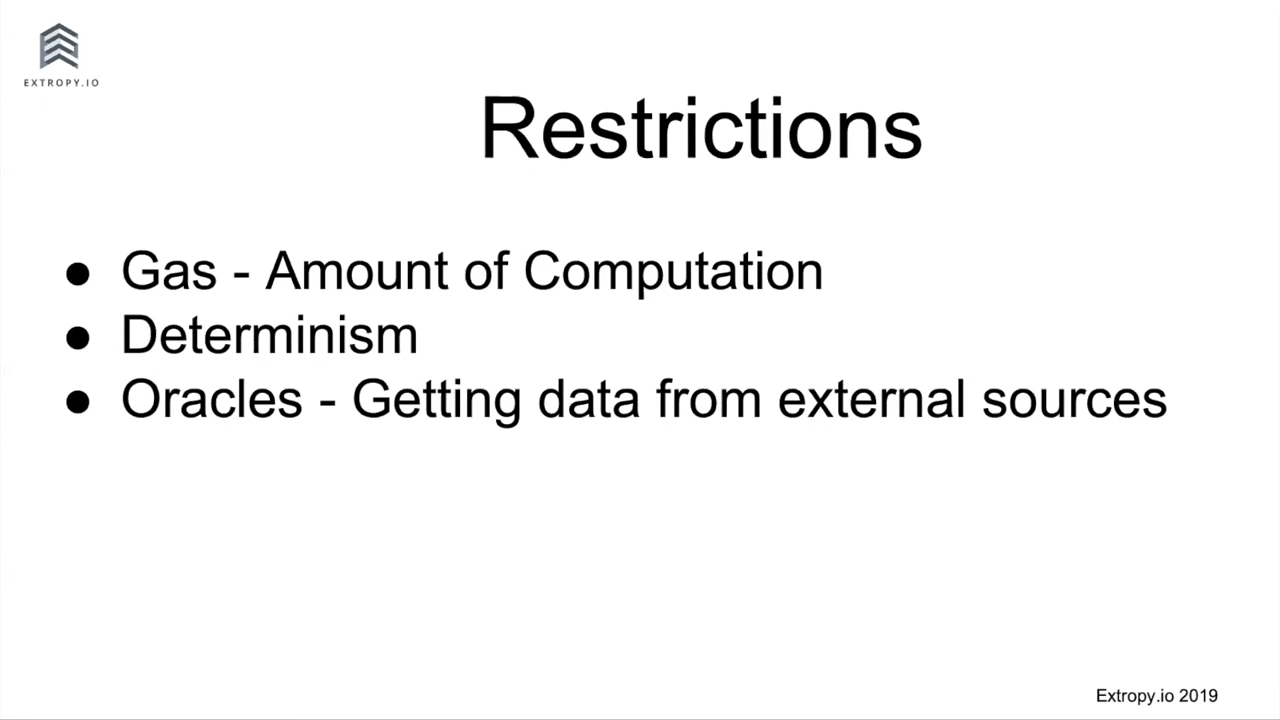 EXTROPY.IO
Restrictions
● Gas - Amount of Computation
● Determinism
● Oracles - Getting data from external sources
Extropy.io 2019